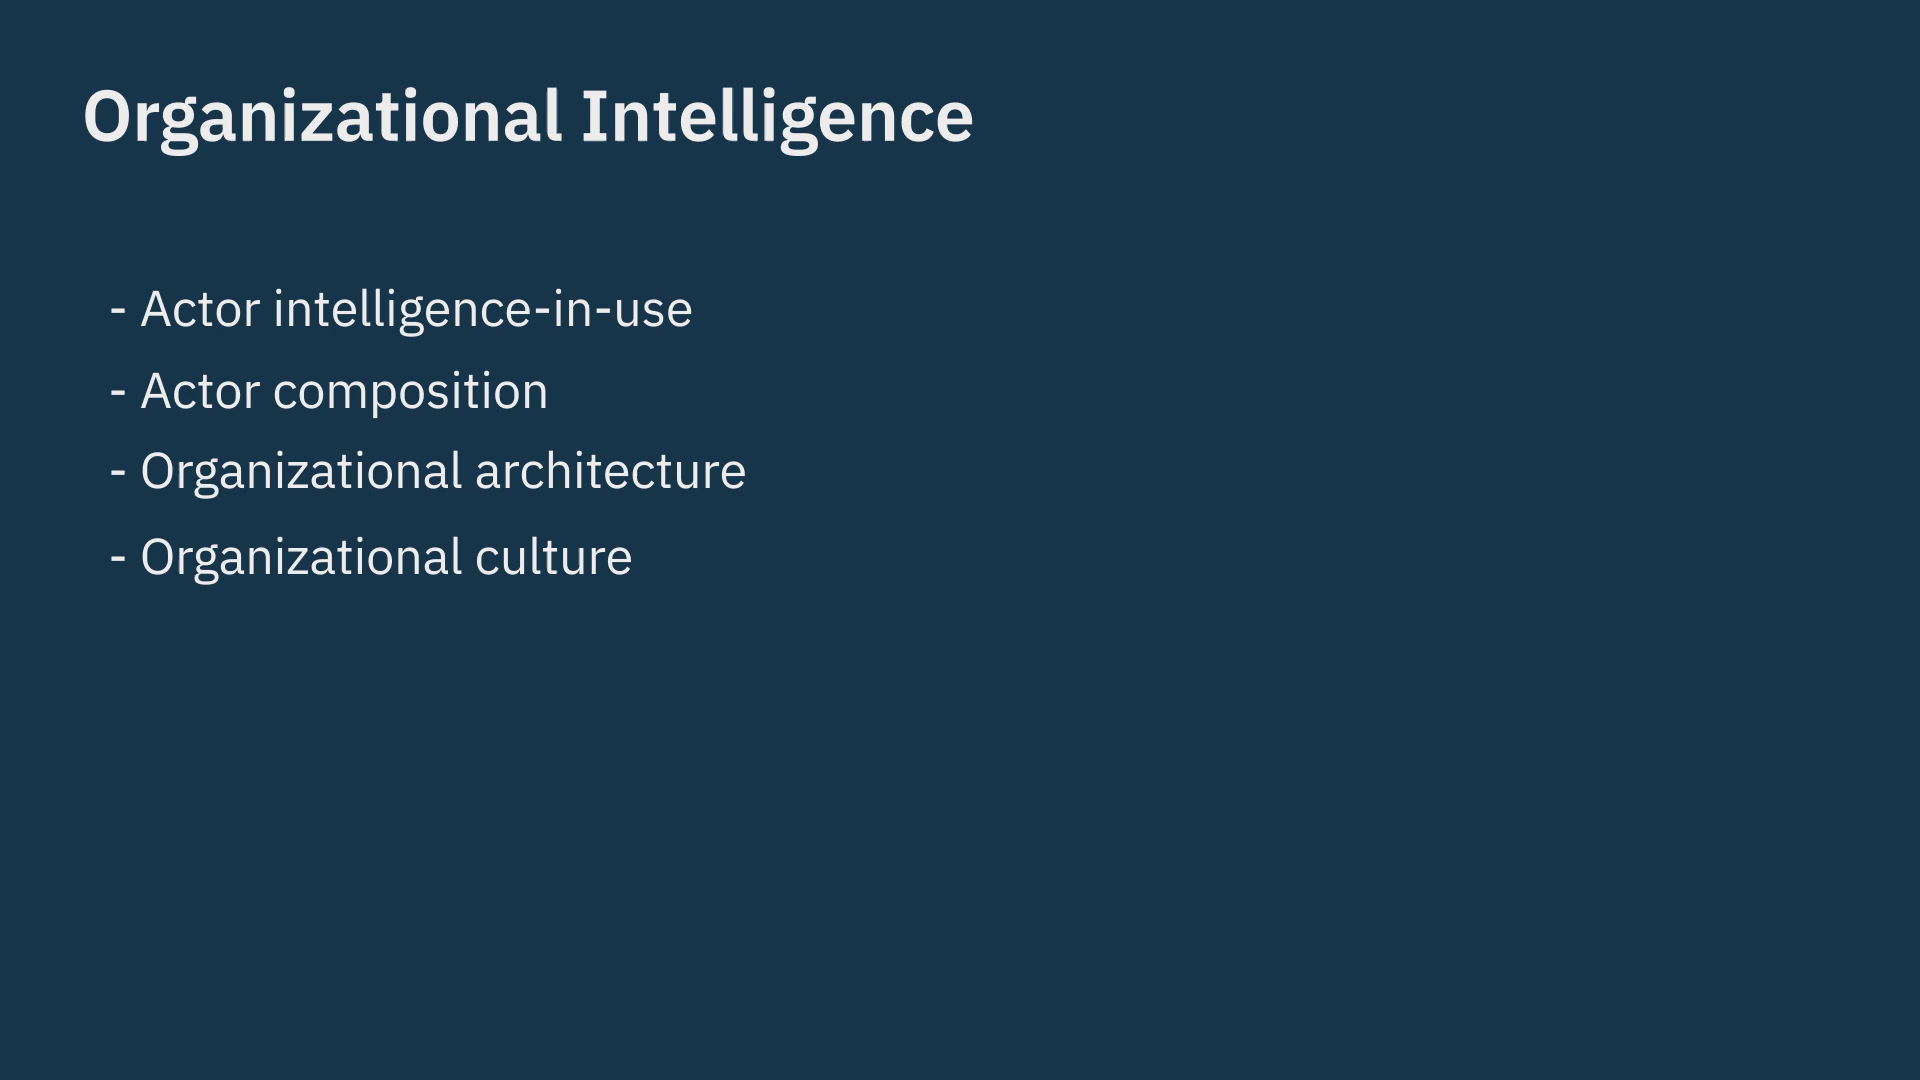 Organizational Intelligence
- Actor intelligence-in-use
- Actor composition
- Organizational architecture
- Organizational culture